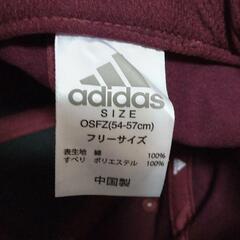 adidas
SIZE
OSFZ(54-57cm)
フリーサイズ
表生地 綿 100%
すべり ポリエステル 100%
中国製